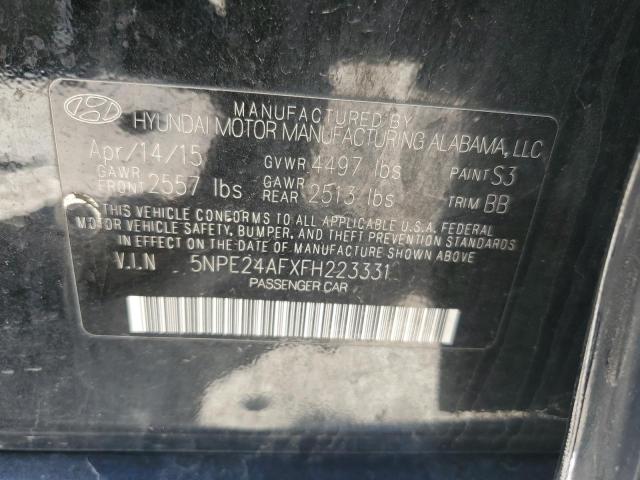 MANUFACTURED BY
HYUNDAI MOTOR MANUFACTURING ALABAMA, LLC
Apr/14/15 GVWR 4497 lbs PAINT S3
GAWR FRONT 2557 lbs GAWR REAR 2513 lbs TRIM BB
THIS VEHICLE CONFORMS TO ALL APPLICABLE U.S.A. FEDERAL
MOTOR VEHICLE SAFETY, BUMPER, AND THEFT PREVENTION STANDARDS
IN EFFECT ON THE DATE OF MANUFACTURE SHOWN ABOVE
V.I.N 5NPE24AFXFH223331
PASSENGER CAR